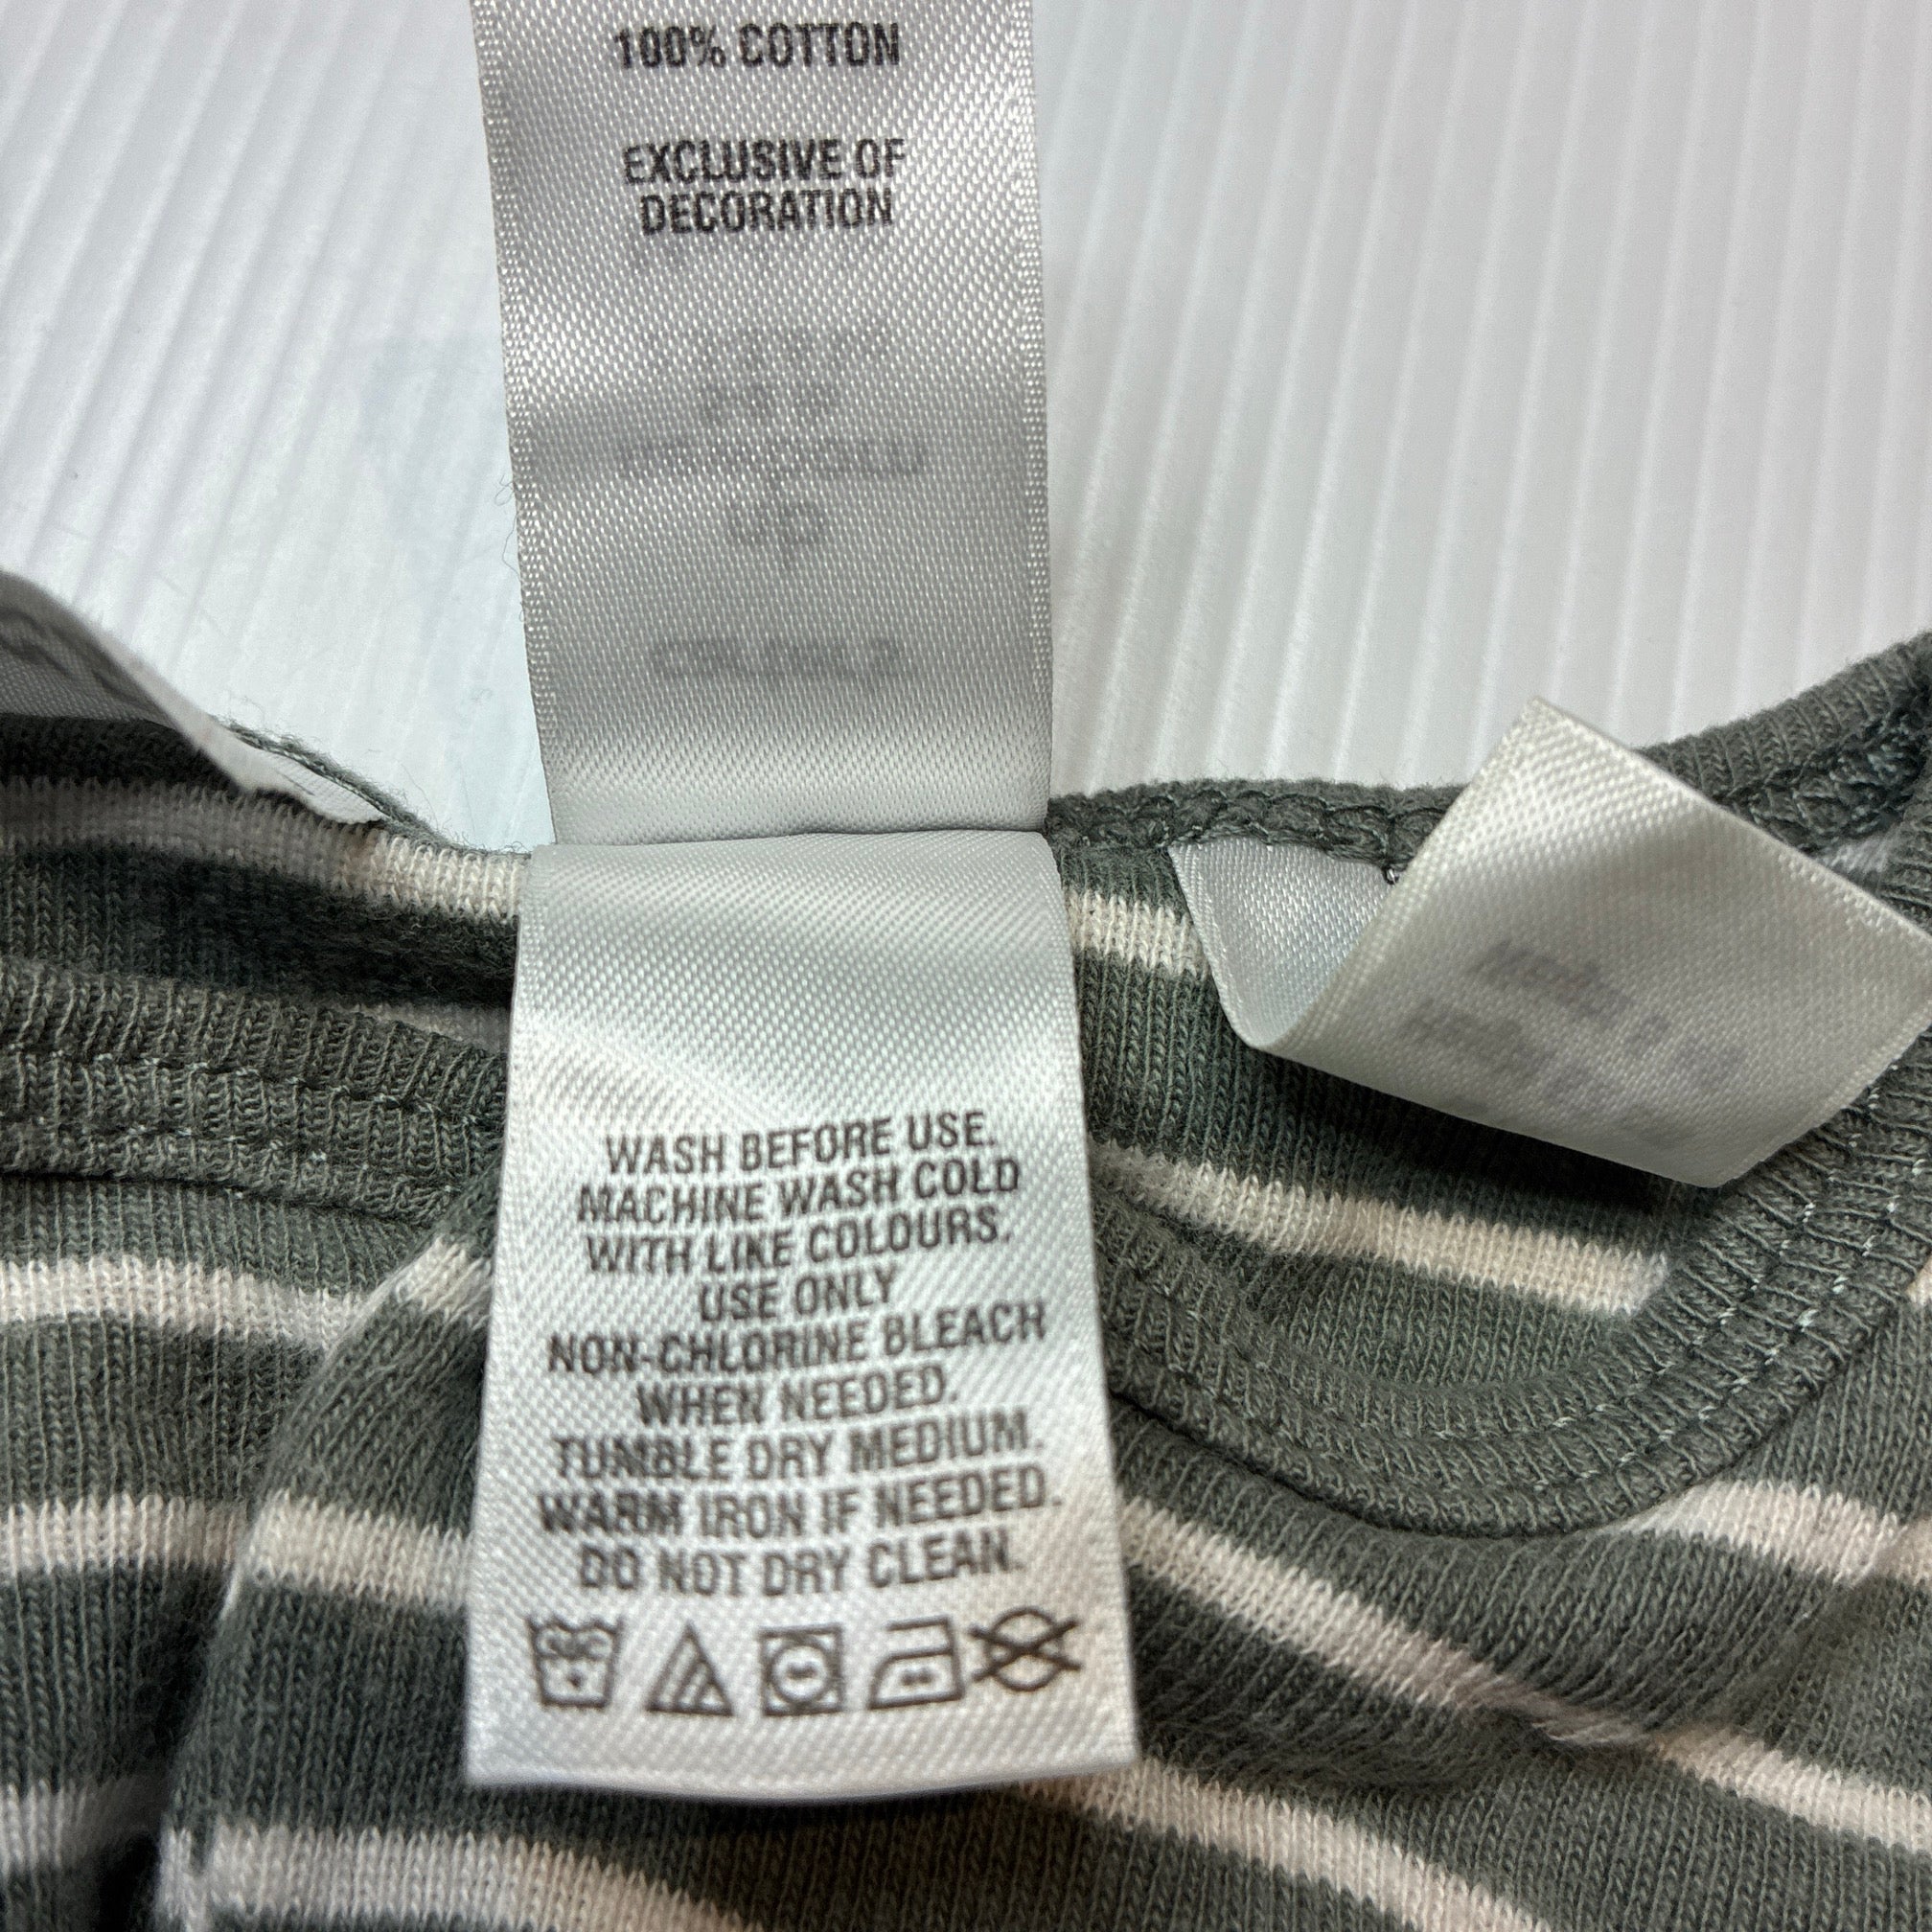 100% COTTON
EXCLUSIVE OF
DECORATION
WASH BEFORE USE.
MACHINE WASH COLD
WITH LIKE COLOURS.
USE ONLY
NON-CHLORINE BLEACH
WHEN NEEDED.
TUMBLE DRY MEDIUM.
WARM IRON IF NEEDED.
DO NOT DRY CLEAN.